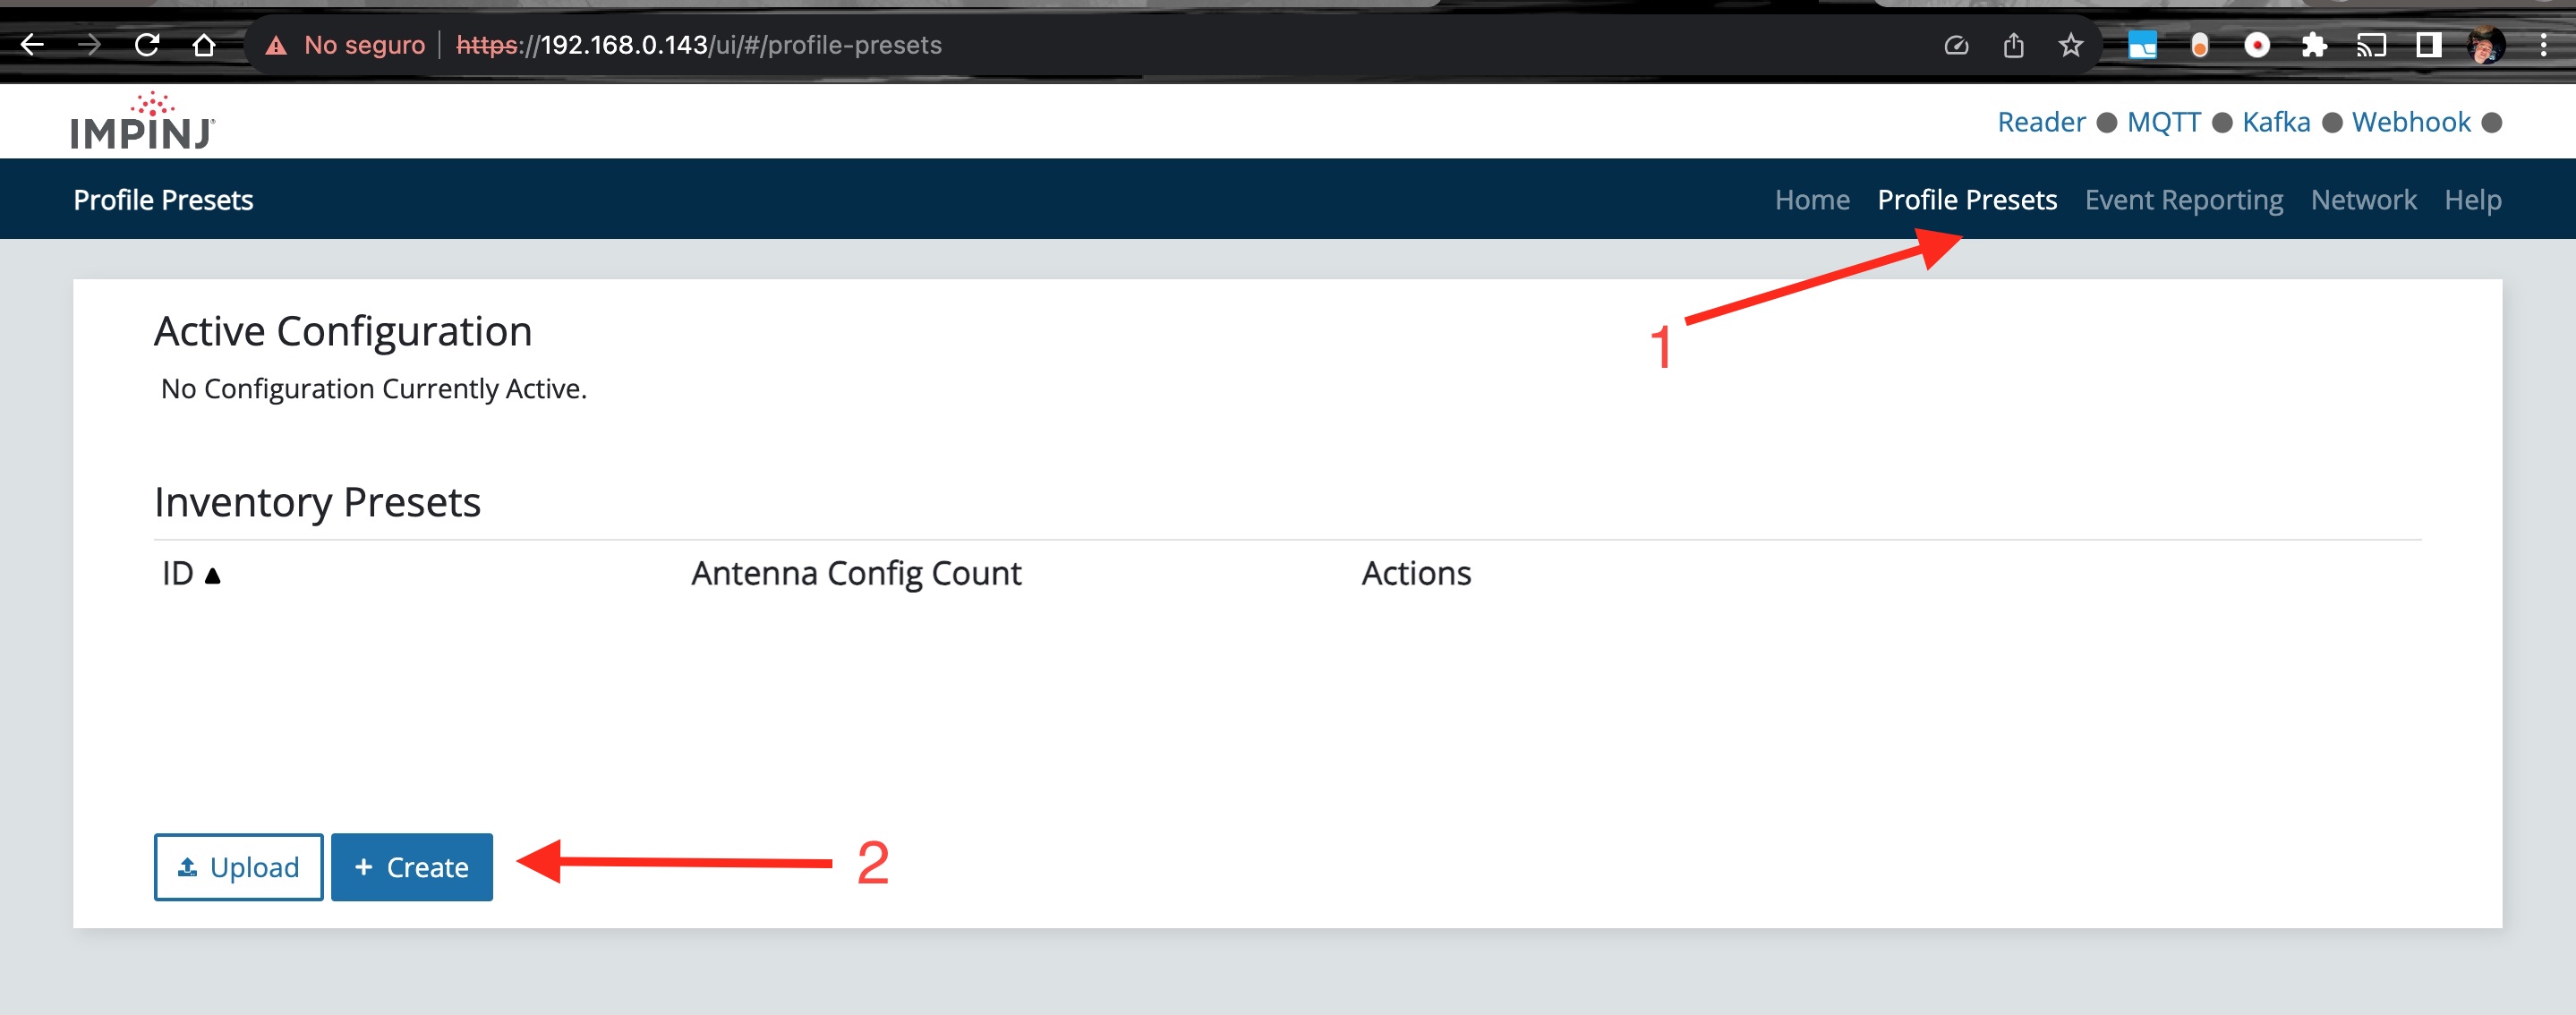 No seguro https://192.168.0.143/ui/#/profile-presets
IMPINJ
Reader MQTT Kafka Webhook
Profile Presets
Home Profile Presets Event Reporting Network Help
1
Active Configuration
No Configuration Currently Active.
Inventory Presets
ID Antenna Config Count Actions
Upload + Create
2